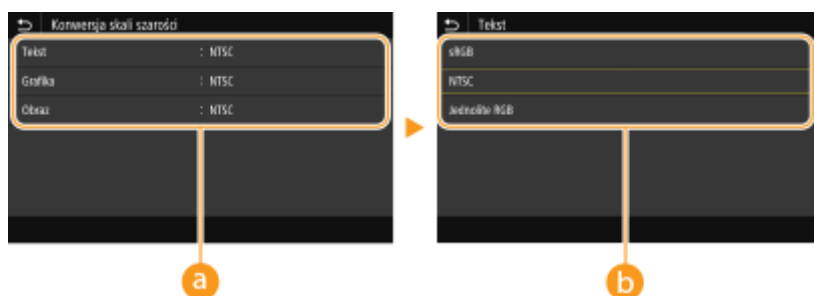 Konwersja skali szarości
Tekst : NTSC
Grafika : NTSC
Obraz : NTSC
a
Tekst
sRGB
NTSC
Jednolite RGB
b